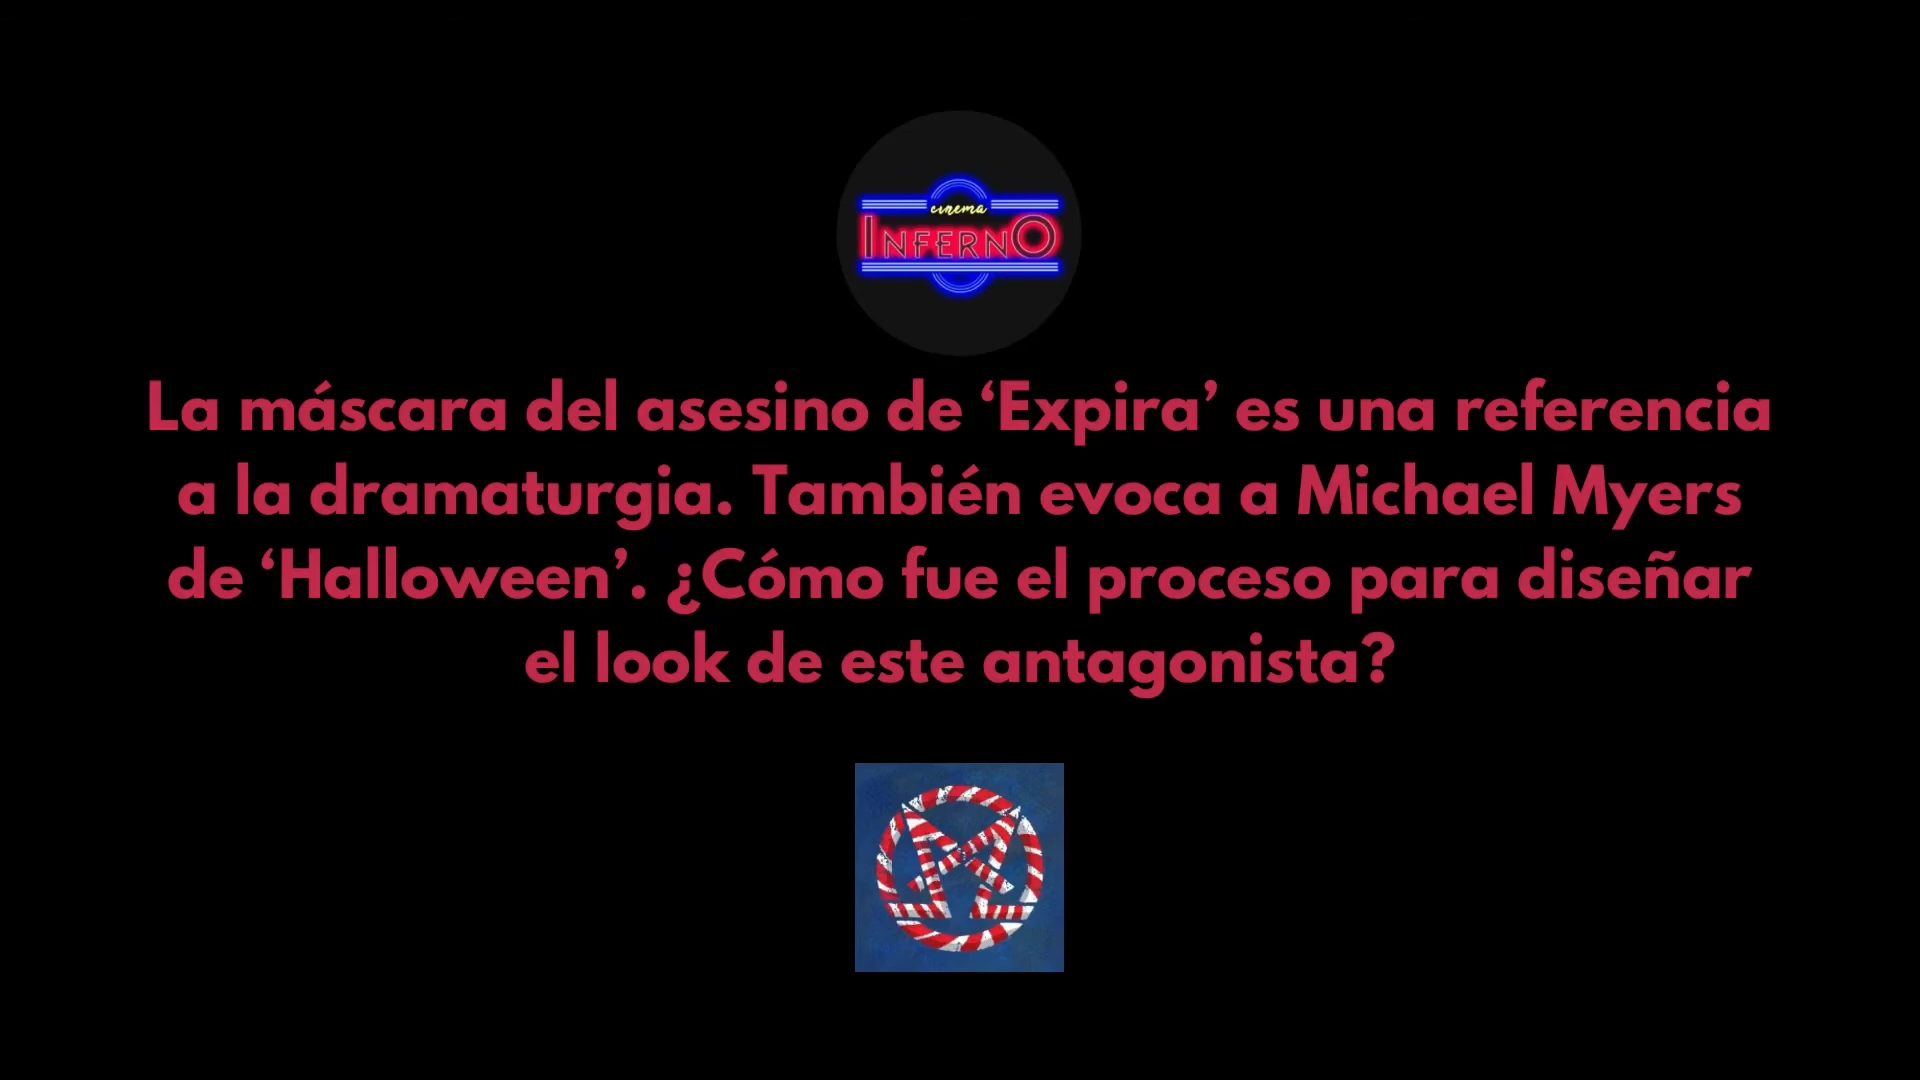 cinema
INFERNO
La máscara del asesino de ‘Expira’ es una referencia
a la dramaturgia. También evoca a Michael Myers
de ‘Halloween’. ¿Cómo fue el proceso para diseñar
el look de este antagonista?